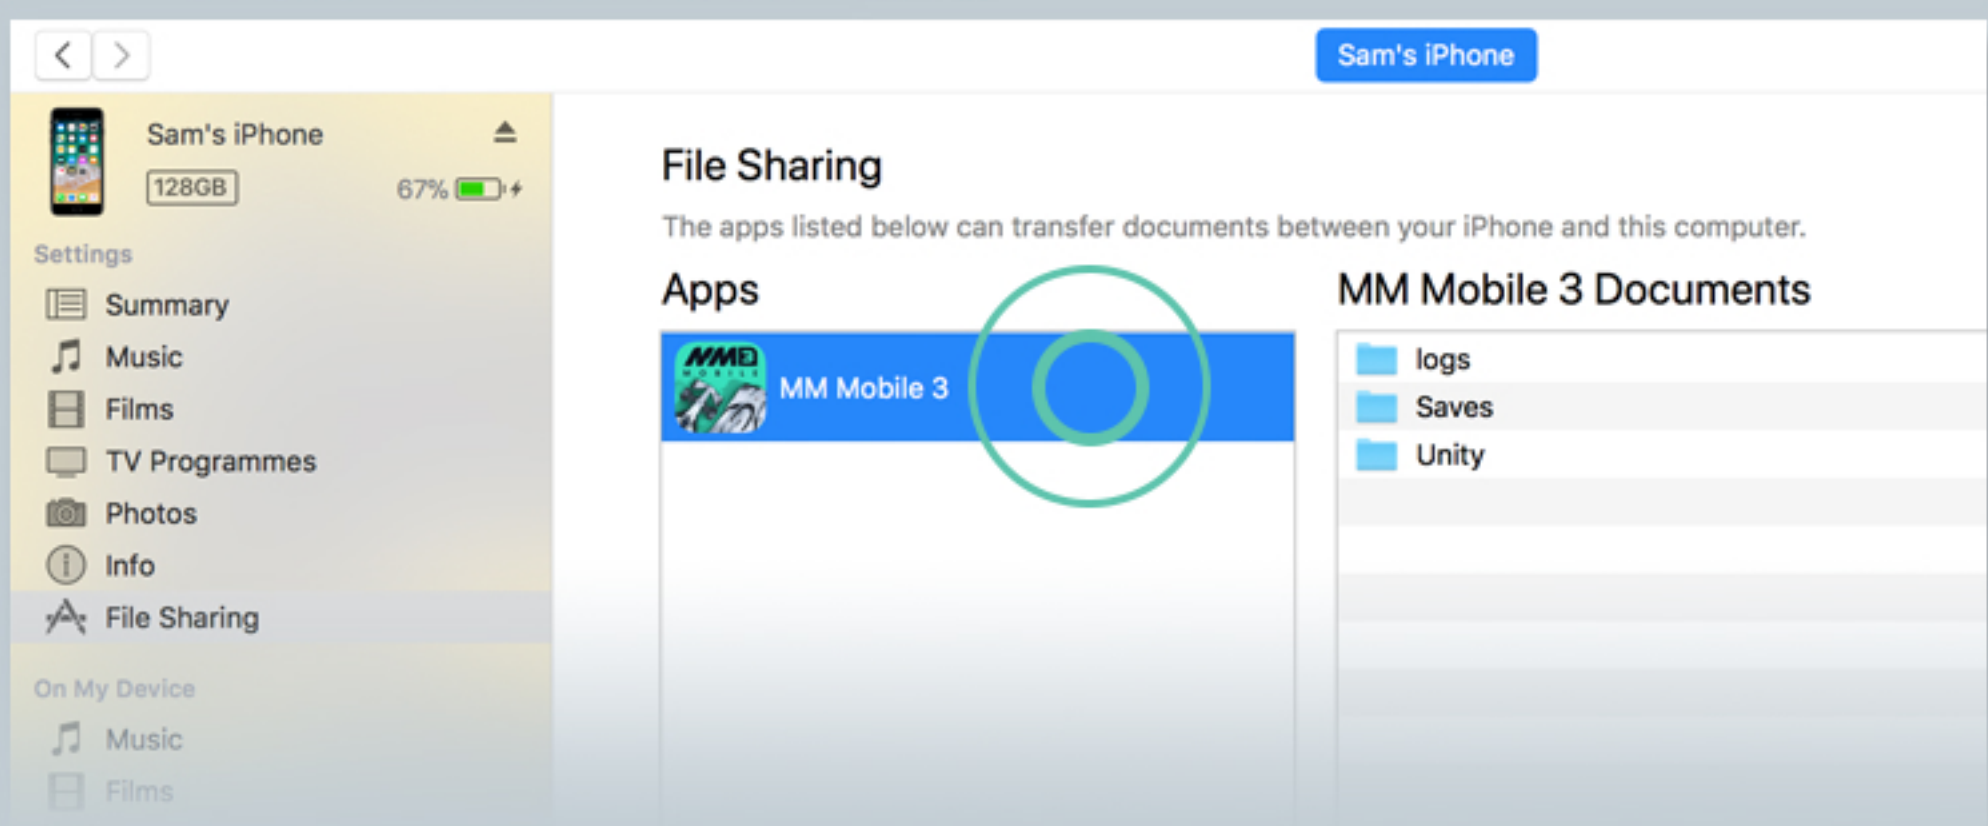 Sam's iPhone
Sam's iPhone
128GB
67%
Settings
Summary
Music
Films
TV Programmes
Photos
Info
File Sharing
On My Device
Music
Films
File Sharing
The apps listed below can transfer documents between your iPhone and this computer.
Apps
MM3
MOBILE
MM Mobile 3
MM Mobile 3 Documents
logs
Saves
Unity